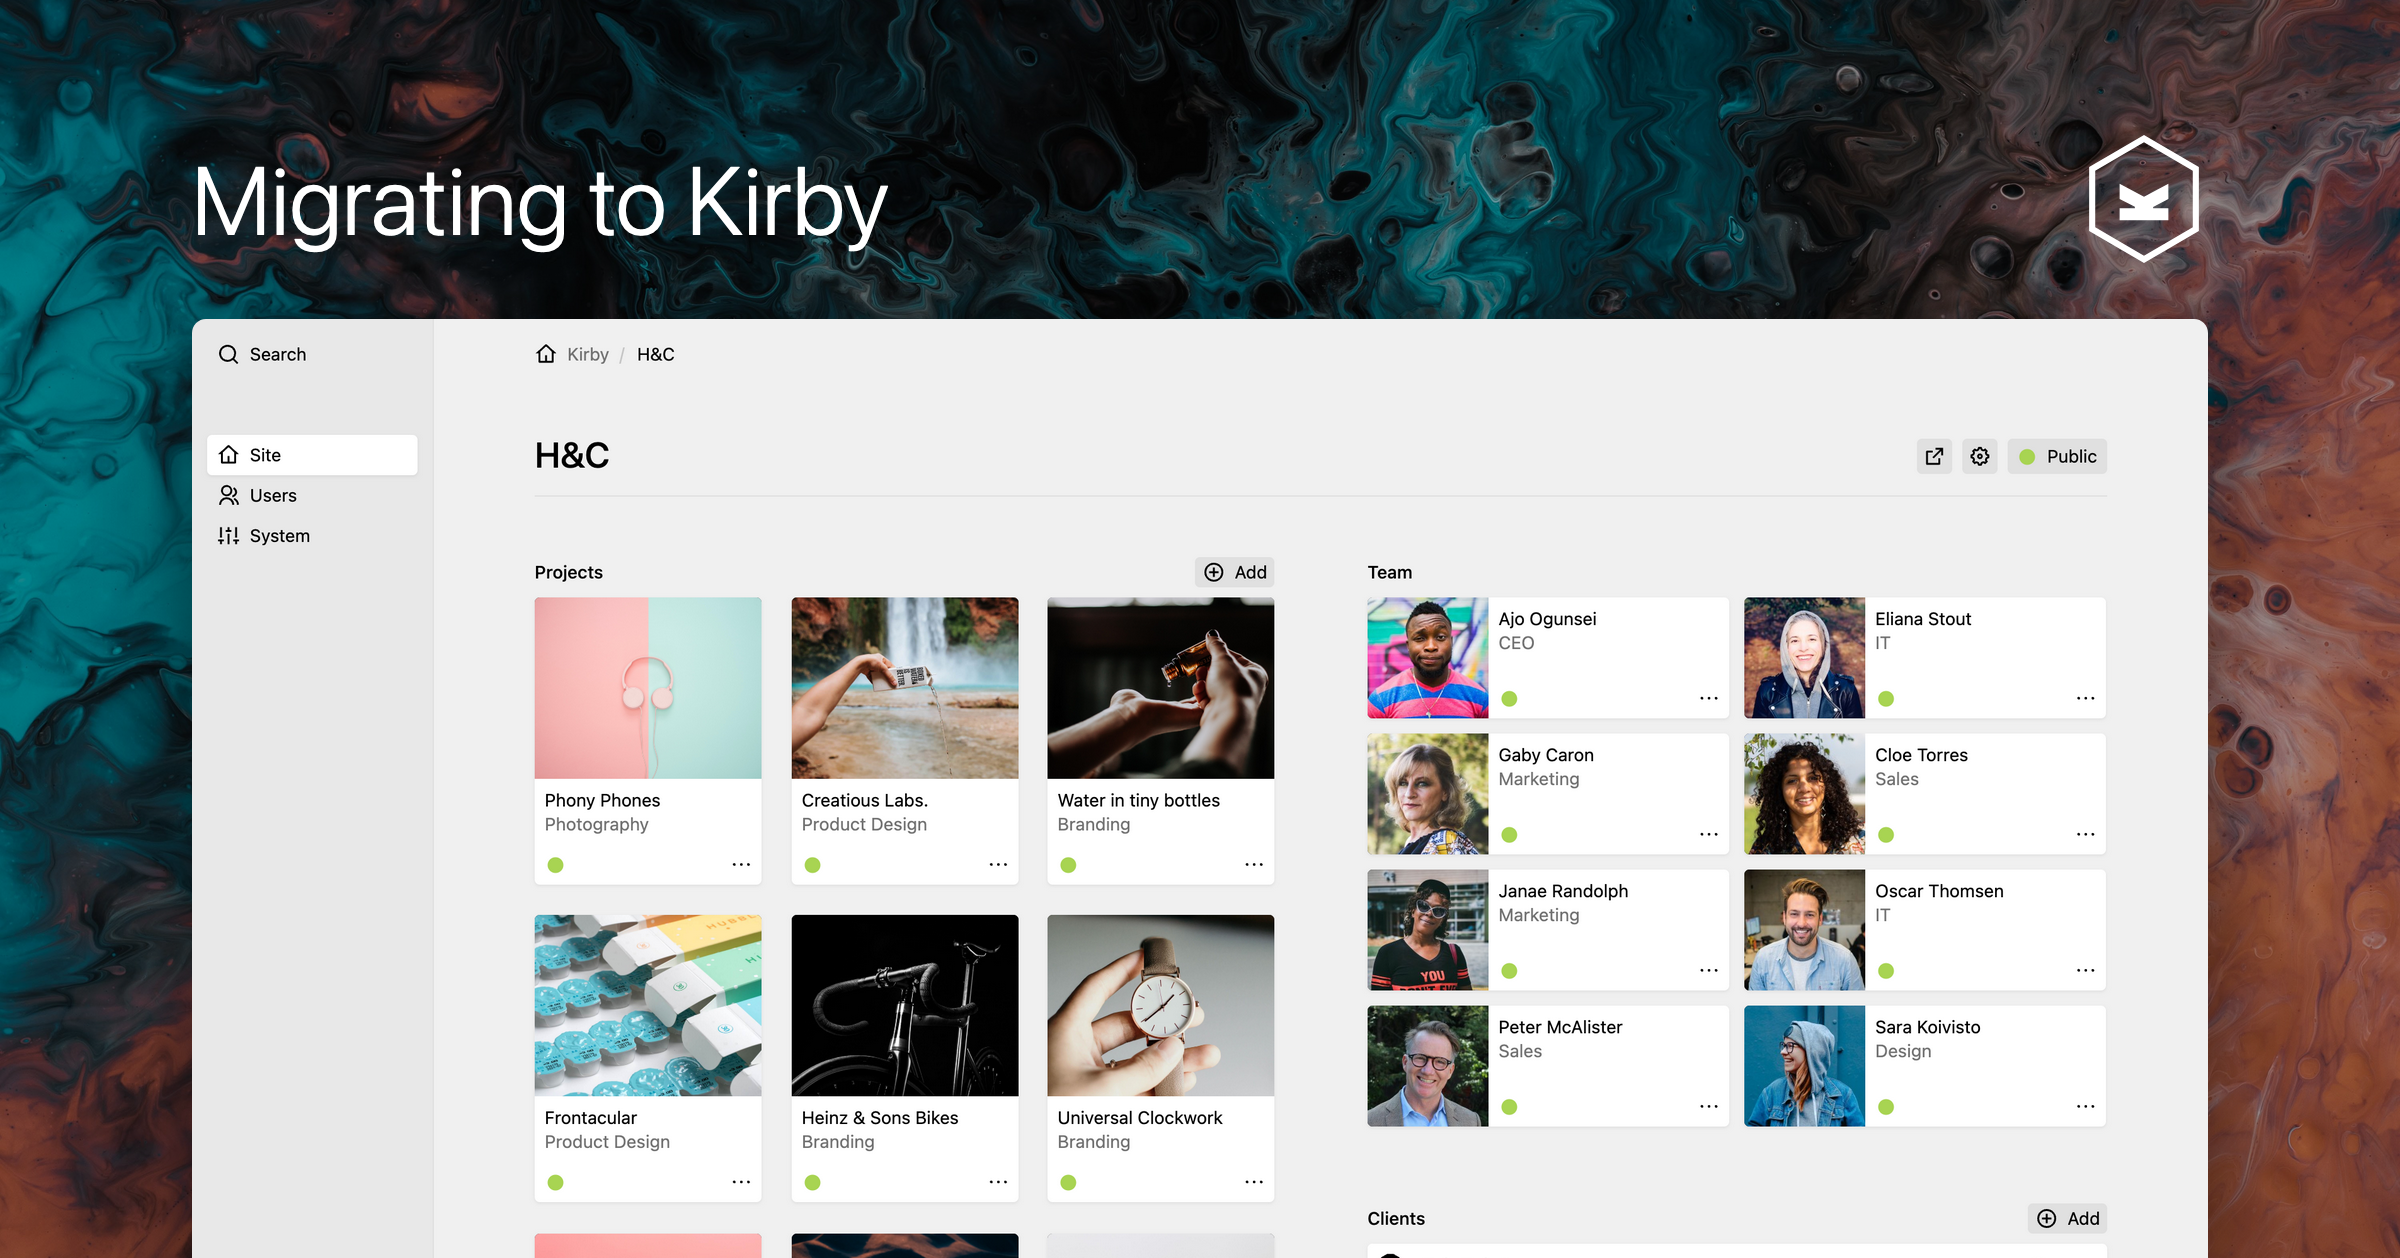 Migrating to Kirby
Search
Site
Users
System
Kirby / H&C
H&C
Public
Projects
Add
Phony Phones
Photography
Creatious Labs.
Product Design
Water in tiny bottles
Branding
Frontacular
Product Design
Heinz & Sons Bikes
Branding
Universal Clockwork
Branding
Team
Ajo Ogunsei
CEO
Eliana Stout
IT
Gaby Caron
Marketing
Cloe Torres
Sales
Janae Randolph
Marketing
YOU
Oscar Thomsen
IT
Peter McAlister
Sales
Sara Koivisto
Design
Clients
Add